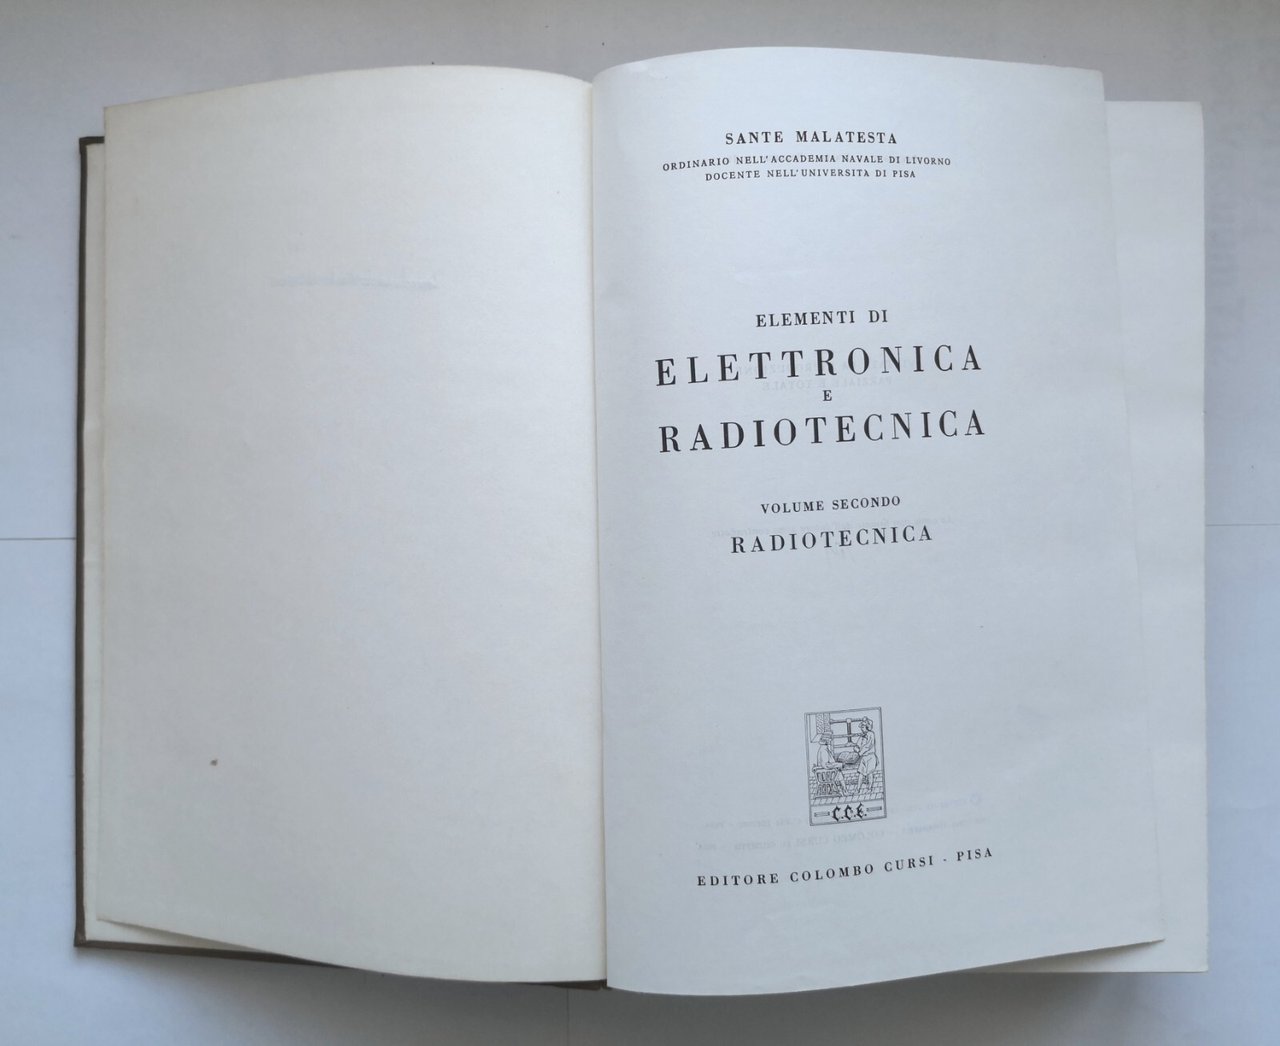 SANTE MALATESTA
ORDINARIO NELL'ACCADEMIA NAVALE DI LIVORNO
DOCENTE NELL'UNIVERSITA DI PISA
ELEMENTI DI
ELETTRONICA
E
RADIOTECNICA
VOLUME SECONDO
RADIOTECNICA
C.C.E.
EDITORE COLOMBO CURSI - PISA